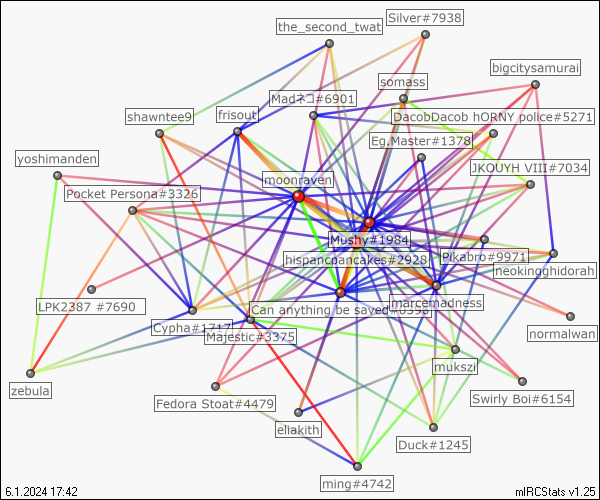 the_second_twat
Silver#7938
bigcitysamurai
somass
Madネコ#6901
shawntee9
frisout
DacobDacob hORNY police#5271
Eg.Master#1378
yoshimanden
JKOUYH VIII#7034
moonraven
Pocket Persona#3326
Mushy#1984
hispancpancakes#2928
Pikabro#9971
neokingghidorah
LPK2387 #7690
Can anything be saved#0398
marcemadness
Cypha#1717
Majestic#3375
normalwan
mukszi
zebula
Swirly Boi#6154
Fedora Stoat#4479
eliakith
Duck#1245
ming#4742
6.1.2024 17:42
mIRCStats v1.25